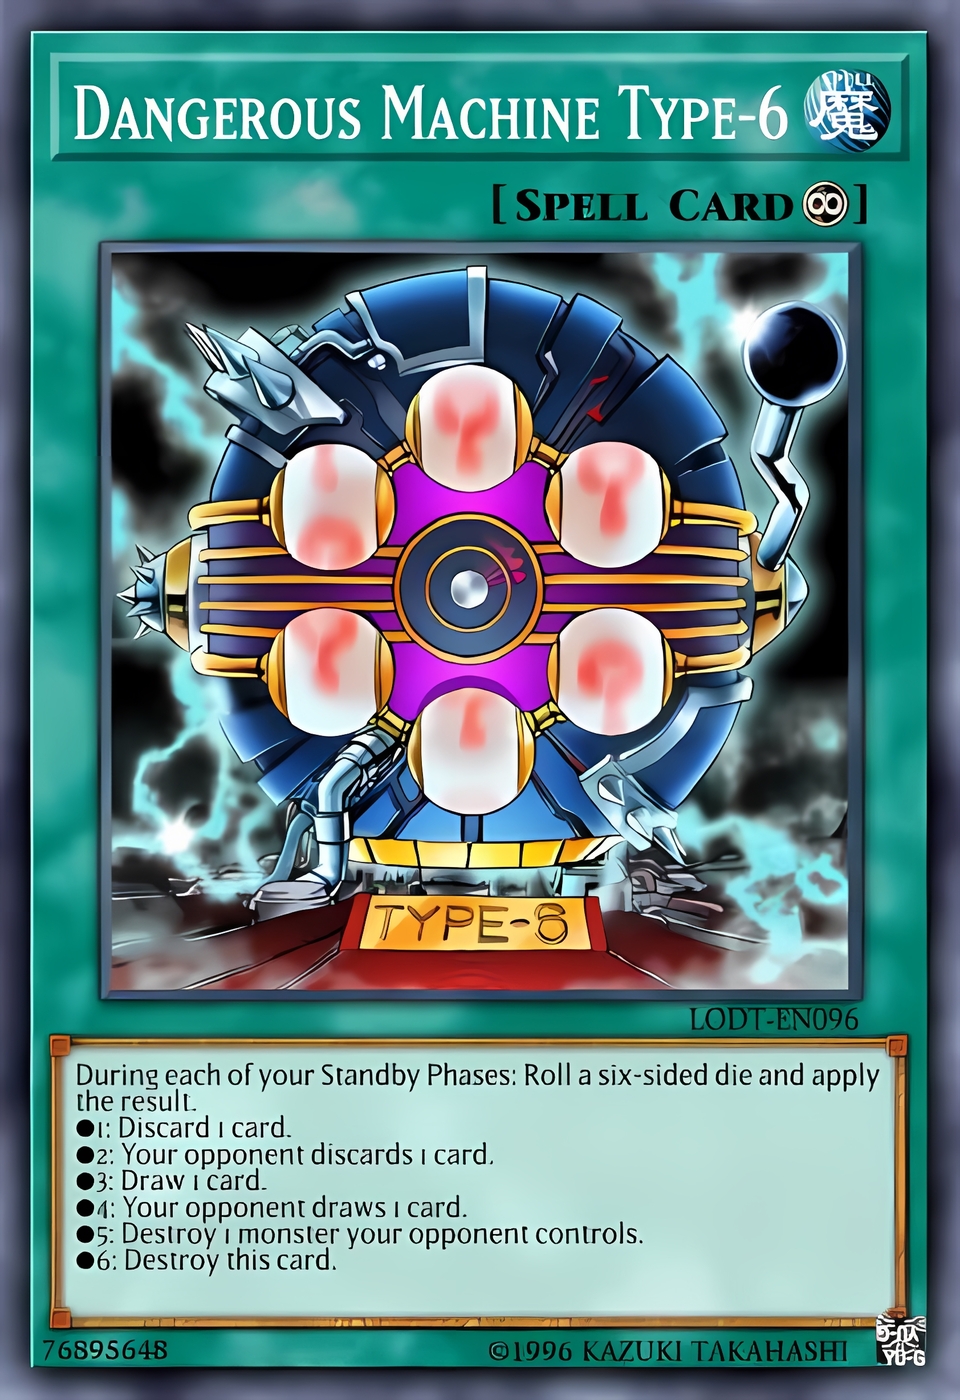 DANGEROUS MACHINE TYPE-6
魔
[SPELL CARD∞]
TYPE-6
LODT-EN096
During each of your Standby Phases: Roll a six-sided die and apply
the result.
●1: Discard 1 card.
●2: Your opponent discards 1 card.
●3: Draw 1 card.
●4: Your opponent draws 1 card.
●5: Destroy 1 monster your opponent controls.
●6: Destroy this card.
76895648
©1996 KAZUKI TAKAHASHI